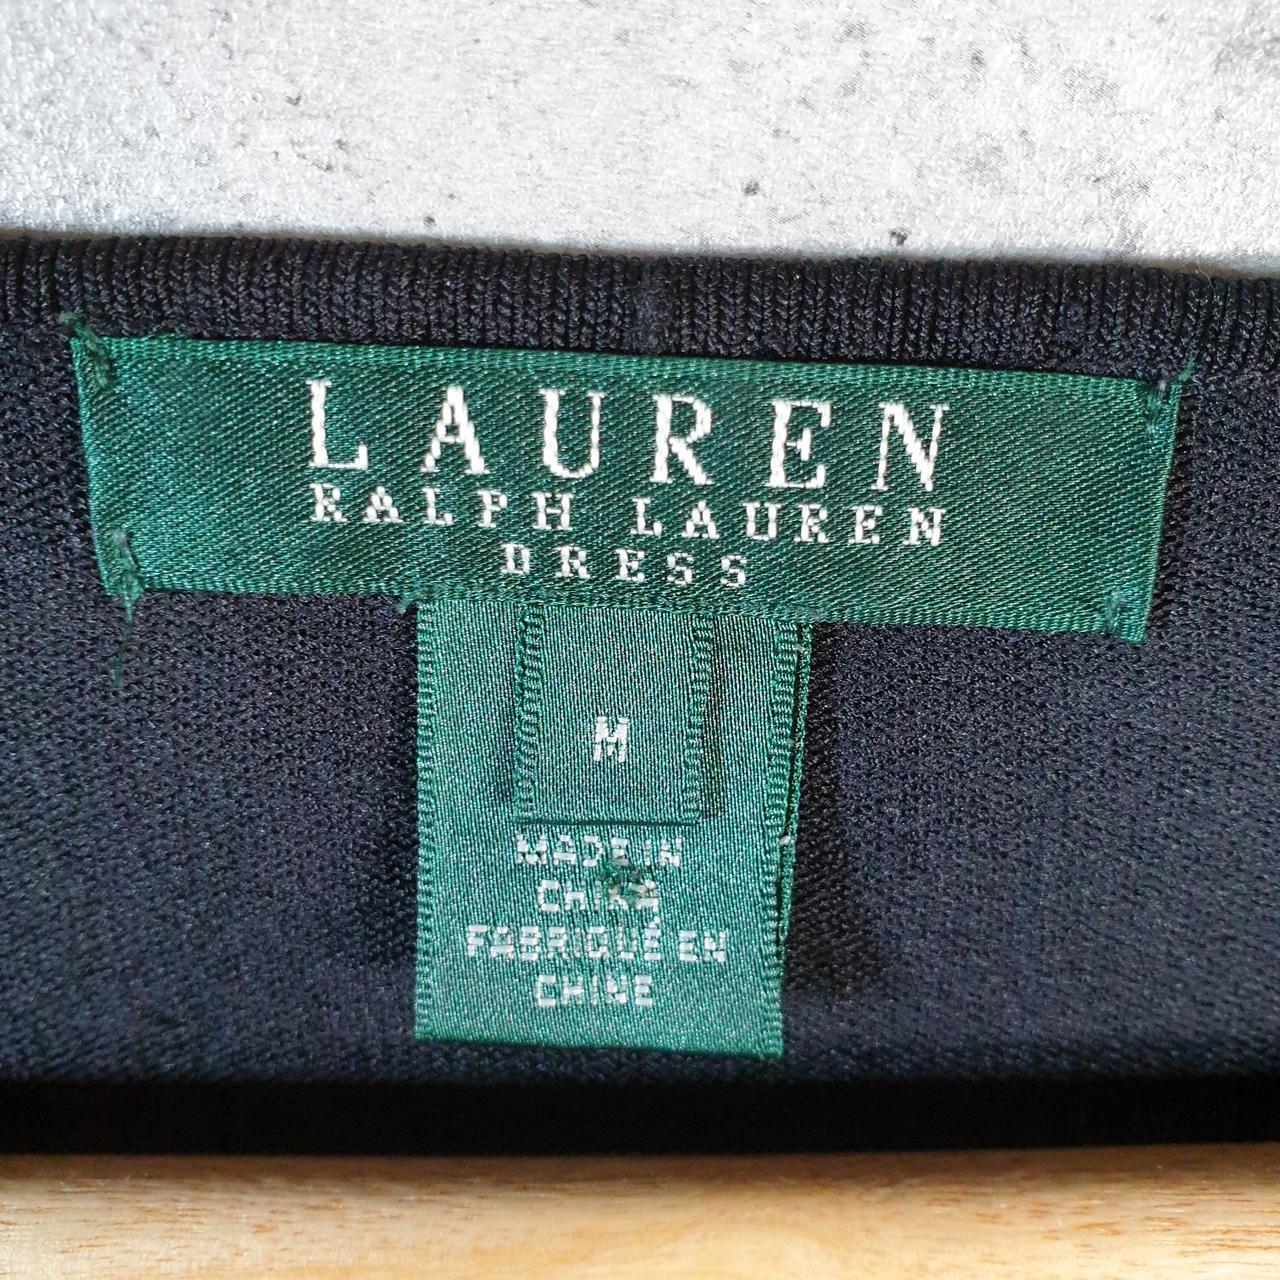 LAUREN
RALPH LAUREN
DRESS
M
MADE IN
CHINA
FABRIQUÉ EN
CHINE